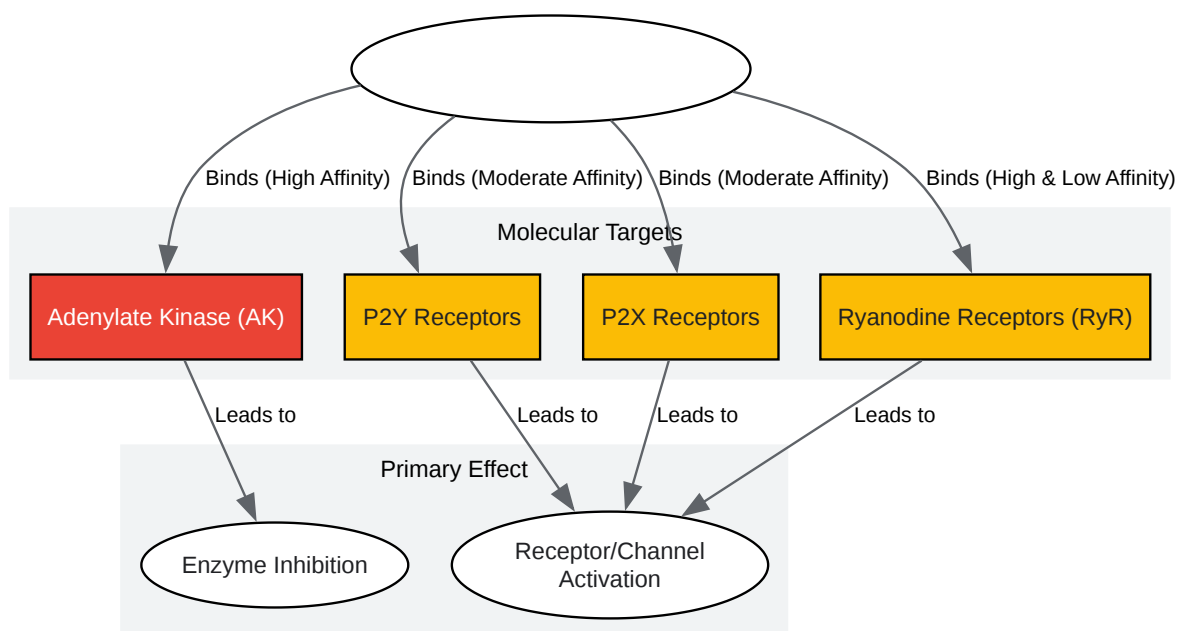 Binds (High Affinity)
Binds (Moderate Affinity)
Binds (Moderate Affinity)
Binds (High & Low Affinity)
Molecular Targets
Adenylate Kinase (AK)
P2Y Receptors
P2X Receptors
Ryanodine Receptors (RyR)
Leads to
Leads to
Leads to
Leads to
Primary Effect
Enzyme Inhibition
Receptor/Channel
Activation